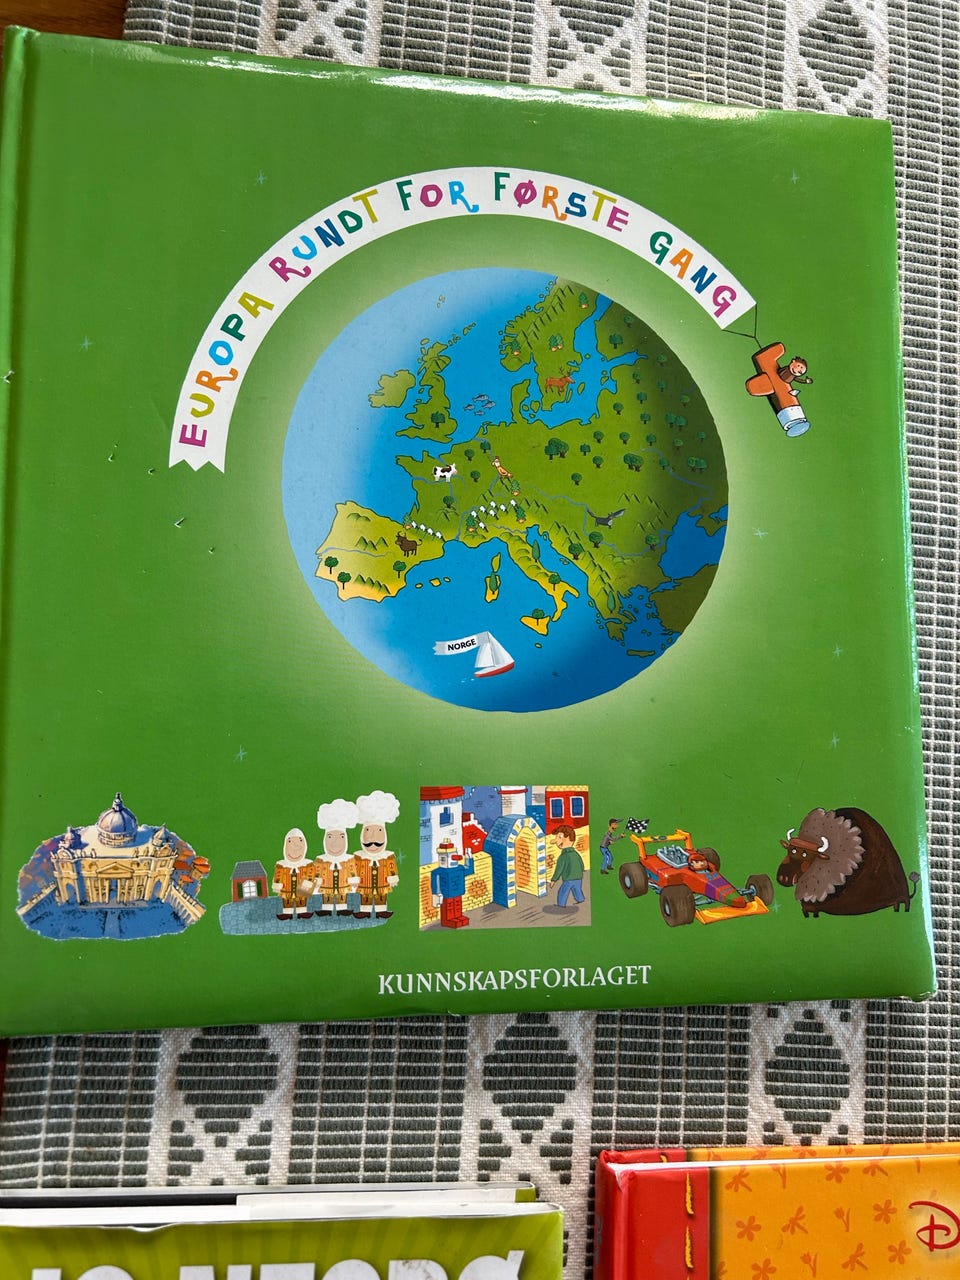 EUROPA RUNDT FOR FØRSTE GANG
NORGE
KUNNSKAPSFORLAGET